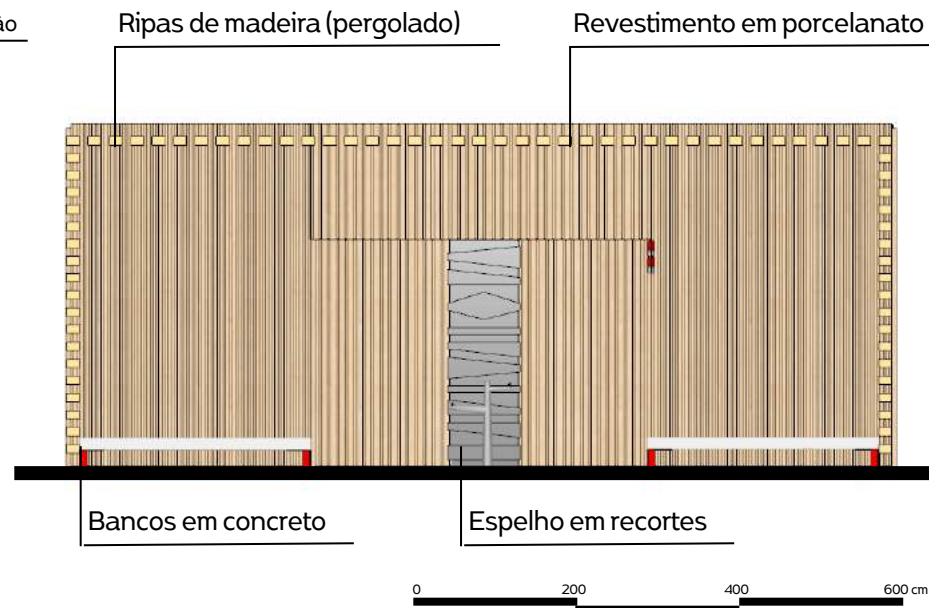 Ripas de madeira (pergolado)
Revestimento em porcelanato
Bancos em concreto
Espelho em recortes
0 200 400 600 cm